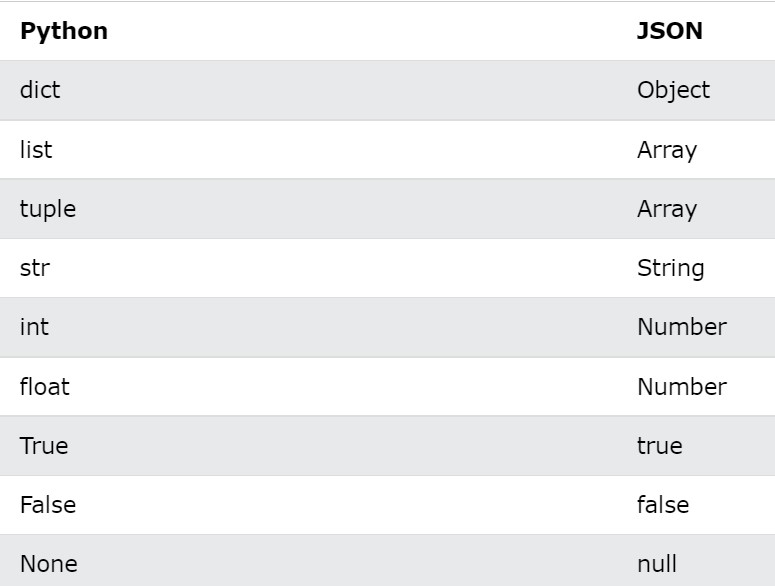 Python JSON
dict Object
list Array
tuple Array
str String
int Number
float Number
True true
False false
None null